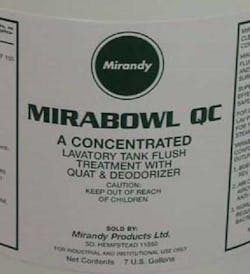 Mirandy
MIRABOWL QC
A CONCENTRATED
LAVATORY TANK FLUSH
TREATMENT WITH
QUAT & DEODORIZER
CAUTION:
KEEP OUT OF REACH
OF CHILDREN
SOLD BY:
Mirandy Products Ltd.
SO. HEMPSTEAD 11550
FOR INDUSTRIAL AND INSTITUTIONAL USE ONLY
Net Contents 7 U.S. Gallons